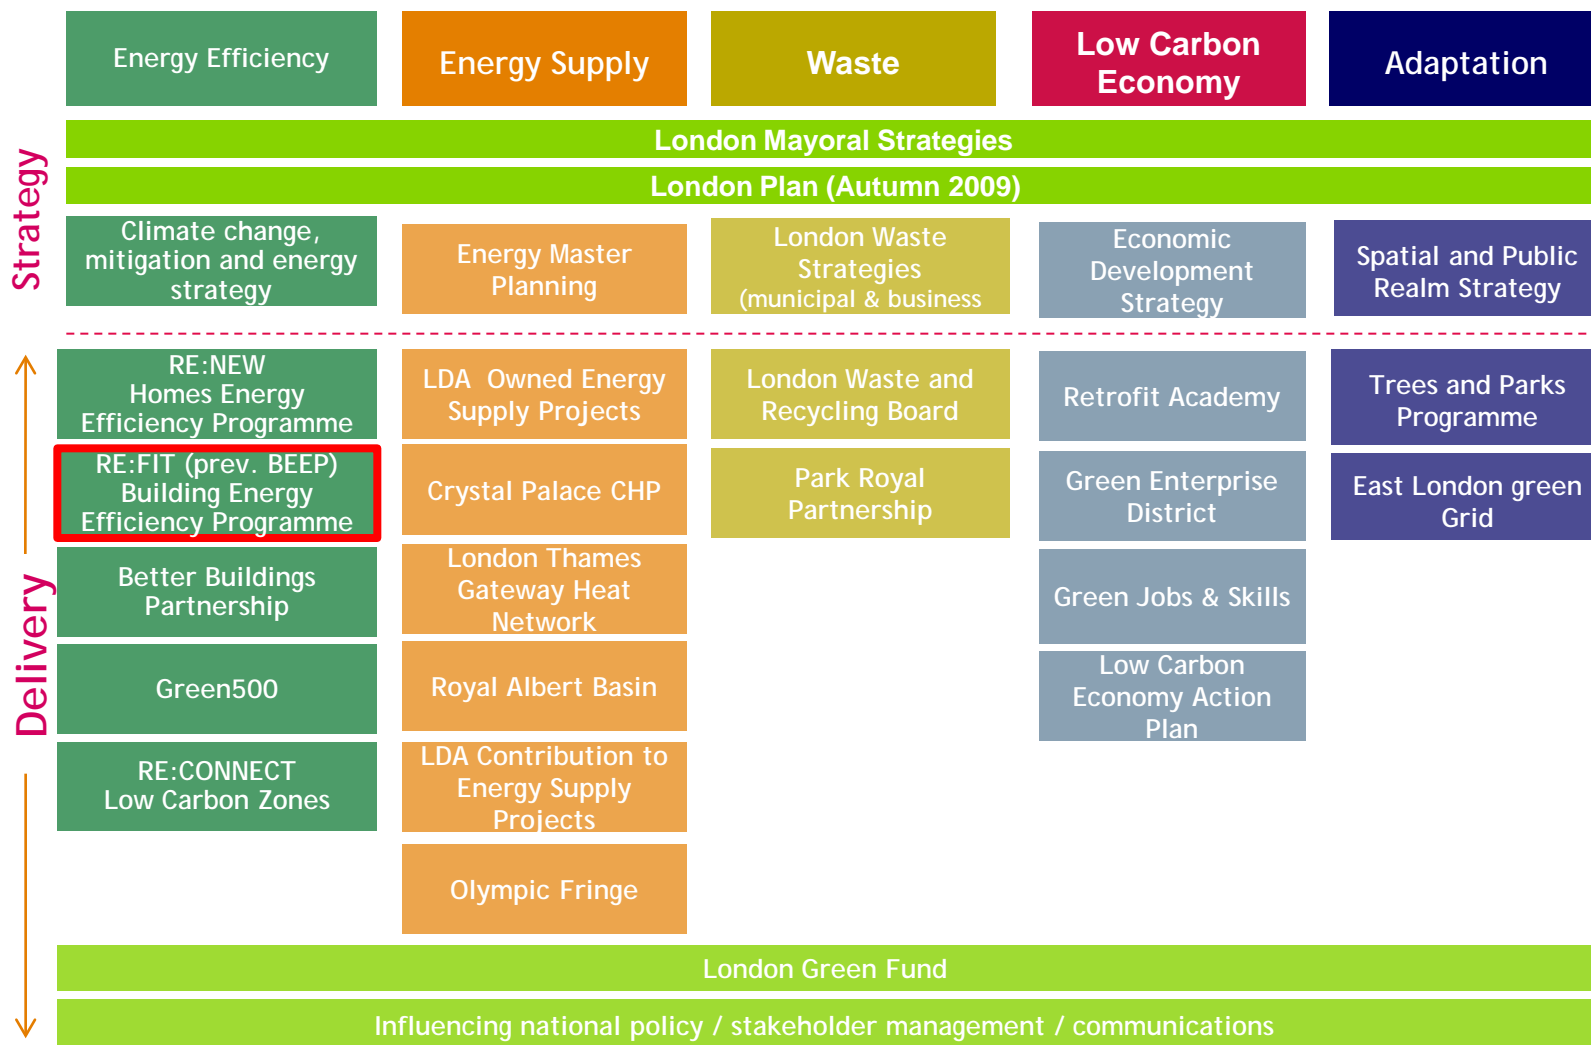 Energy Efficiency
Energy Supply
Waste
Low Carbon
Economy
Adaptation
Strategy
London Mayoral Strategies
London Plan (Autumn 2009)
Climate change,
mitigation and energy
strategy
Energy Master
Planning
London Waste
Strategies
(municipal & business
Economic
Development
Strategy
Spatial and Public
Realm Strategy
Delivery
RE:NEW
Homes Energy
Efficiency Programme
LDA Owned Energy
Supply Projects
London Waste and
Recycling Board
Retrofit Academy
Trees and Parks
Programme
RE:FIT (prev. BEEP)
Building Energy
Efficiency Programme
Crystal Palace CHP
Park Royal
Partnership
Green Enterprise
District
East London green
Grid
Better Buildings
Partnership
London Thames
Gateway Heat
Network
Green Jobs & Skills
Green500
Royal Albert Basin
Low Carbon
Economy Action
Plan
RE:CONNECT
Low Carbon Zones
LDA Contribution to
Energy Supply
Projects
Olympic Fringe
London Green Fund
Influencing national policy / stakeholder management / communications